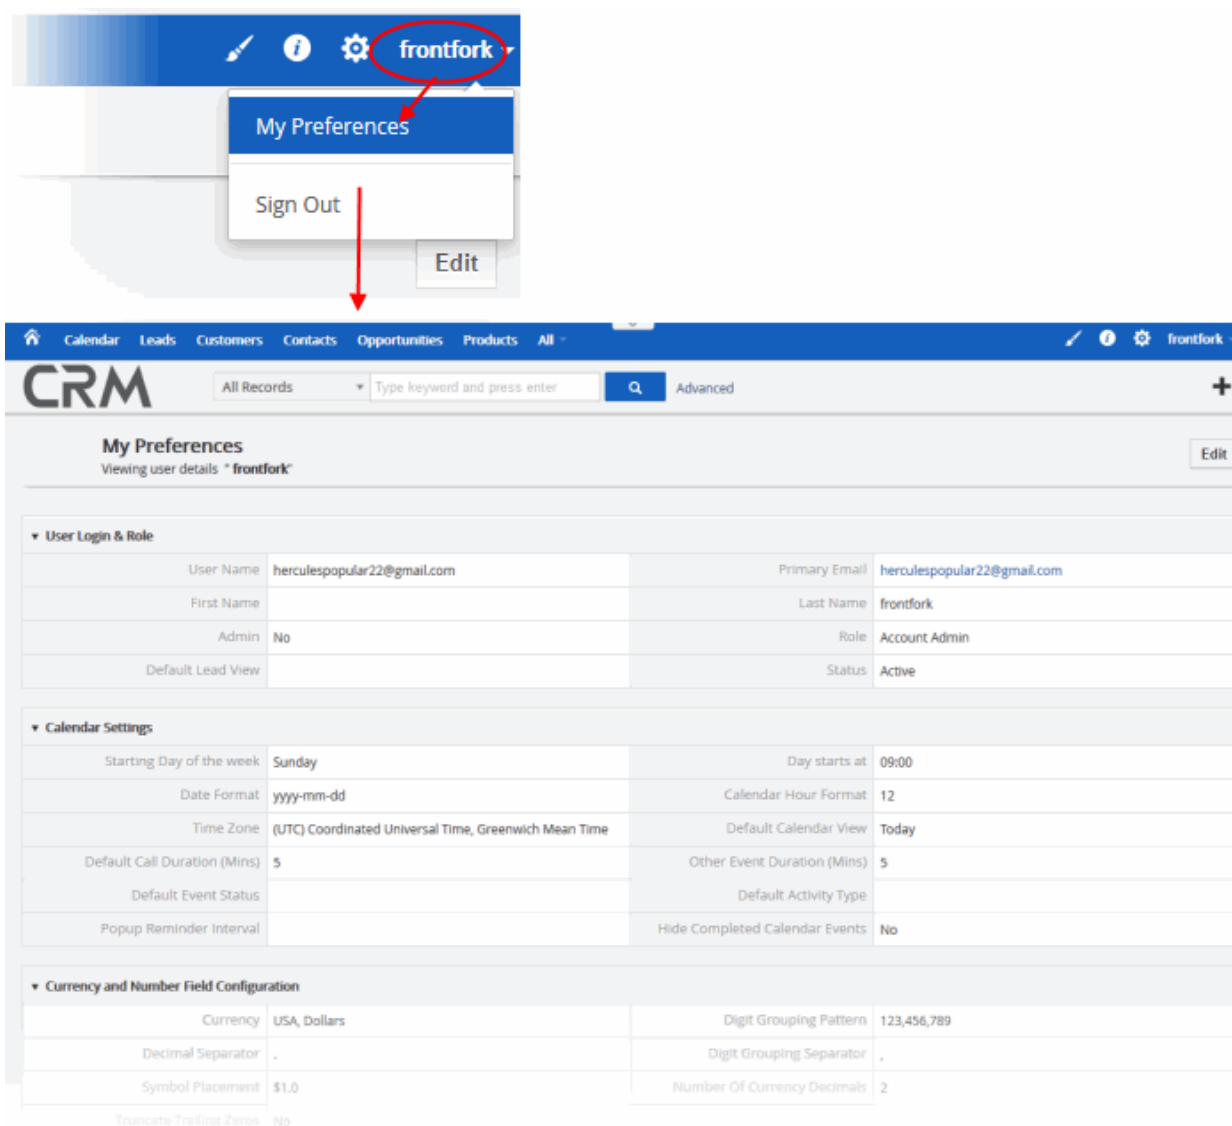 frontfork
My Preferences
Sign Out
Edit
Calendar Leads Customers Contacts Opportunities Products All frontfork
CRM All Records Type keyword and press enter Advanced
My Preferences
Viewing user details " frontfork" Edit
User Login & Role
User Name herculespopular22@gmail.com Primary Email herculespopular22@gmail.com
First Name Last Name frontfork
Admin No Role Account Admin
Default Lead View Status Active
Calendar Settings
Starting Day of the week Sunday Day starts at 09:00
Date Format yyyy-mm-dd Calendar Hour Format 12
Time Zone (UTC) Coordinated Universal Time, Greenwich Mean Time Default Calendar View Today
Default Call Duration (Mins) 5 Other Event Duration (Mins) 5
Default Event Status Default Activity Type
Popup Reminder Interval Hide Completed Calendar Events No
Currency and Number Field Configuration
Currency USA, Dollars Digit Grouping Pattern 123,456,789
Decimal Separator . Digit Grouping Separator ,
Symbol Placement $1.0 Number Of Currency Decimals 2
Truncate Trailing Zeros No